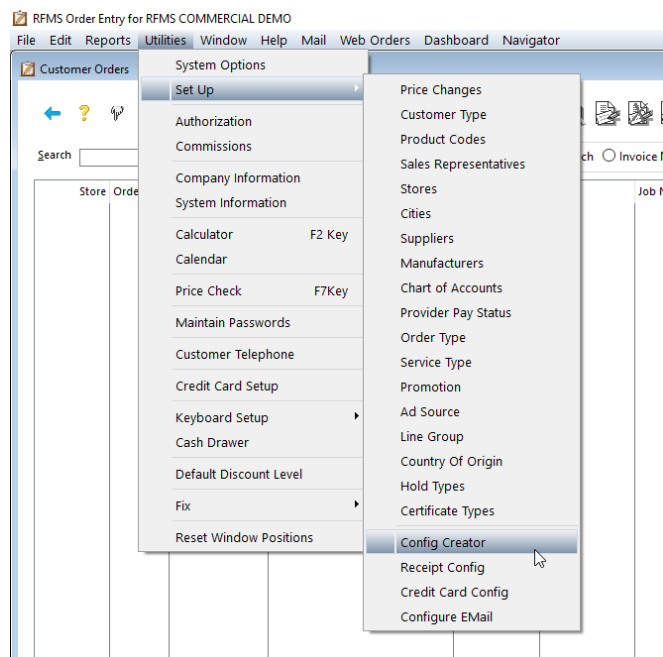 RFMS Order Entry for RFMS COMMERCIAL DEMO
File Edit Reports Utilities Window Help Mail Web Orders Dashboard Navigator
Customer Orders
Search
Invoice
Store
Job
System Options
Set Up
Authorization
Commissions
Company Information
System Information
Calculator F2 Key
Calendar
Price Check F7Key
Maintain Passwords
Customer Telephone
Credit Card Setup
Keyboard Setup
Cash Drawer
Default Discount Level
Fix
Reset Window Positions
Price Changes
Customer Type
Product Codes
Sales Representatives
Stores
Cities
Suppliers
Manufacturers
Chart of Accounts
Provider Pay Status
Order Type
Service Type
Promotion
Ad Source
Line Group
Country Of Origin
Hold Types
Certificate Types
Config Creator
Receipt Config
Credit Card Config
Configure EMail